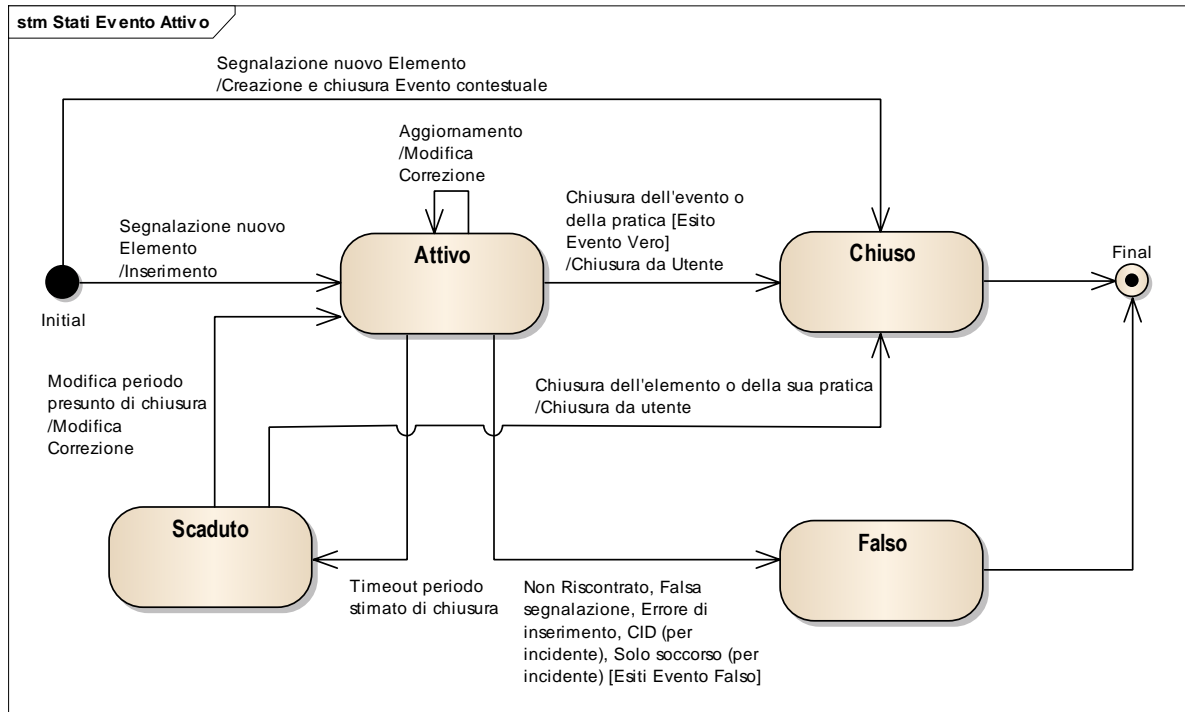 stm Stati Evento Attivo
Segnalazione nuovo Elemento
/Creazione e chiusura Evento contestuale
Aggiornamento
/Modifica
Correzione
Segnalazione nuovo
Elemento
/Inserimento
Chiusura dell'evento o
della pratica [Esito
Evento Vero]
/Chiusura da Utente
Attivo
Chiuso
Final
Initial
Modifica periodo
presunto di chiusura
/Modifica
Correzione
Chiusura dell'elemento o della sua pratica
/Chiusura da utente
Scaduto
Falso
Timeout periodo
stimato di chiusura
Non Riscontrato, Falsa
segnalazione, Errore di
inserimento, CID (per
incidente), Solo soccorso (per
incidente) [Esiti Evento Falso]